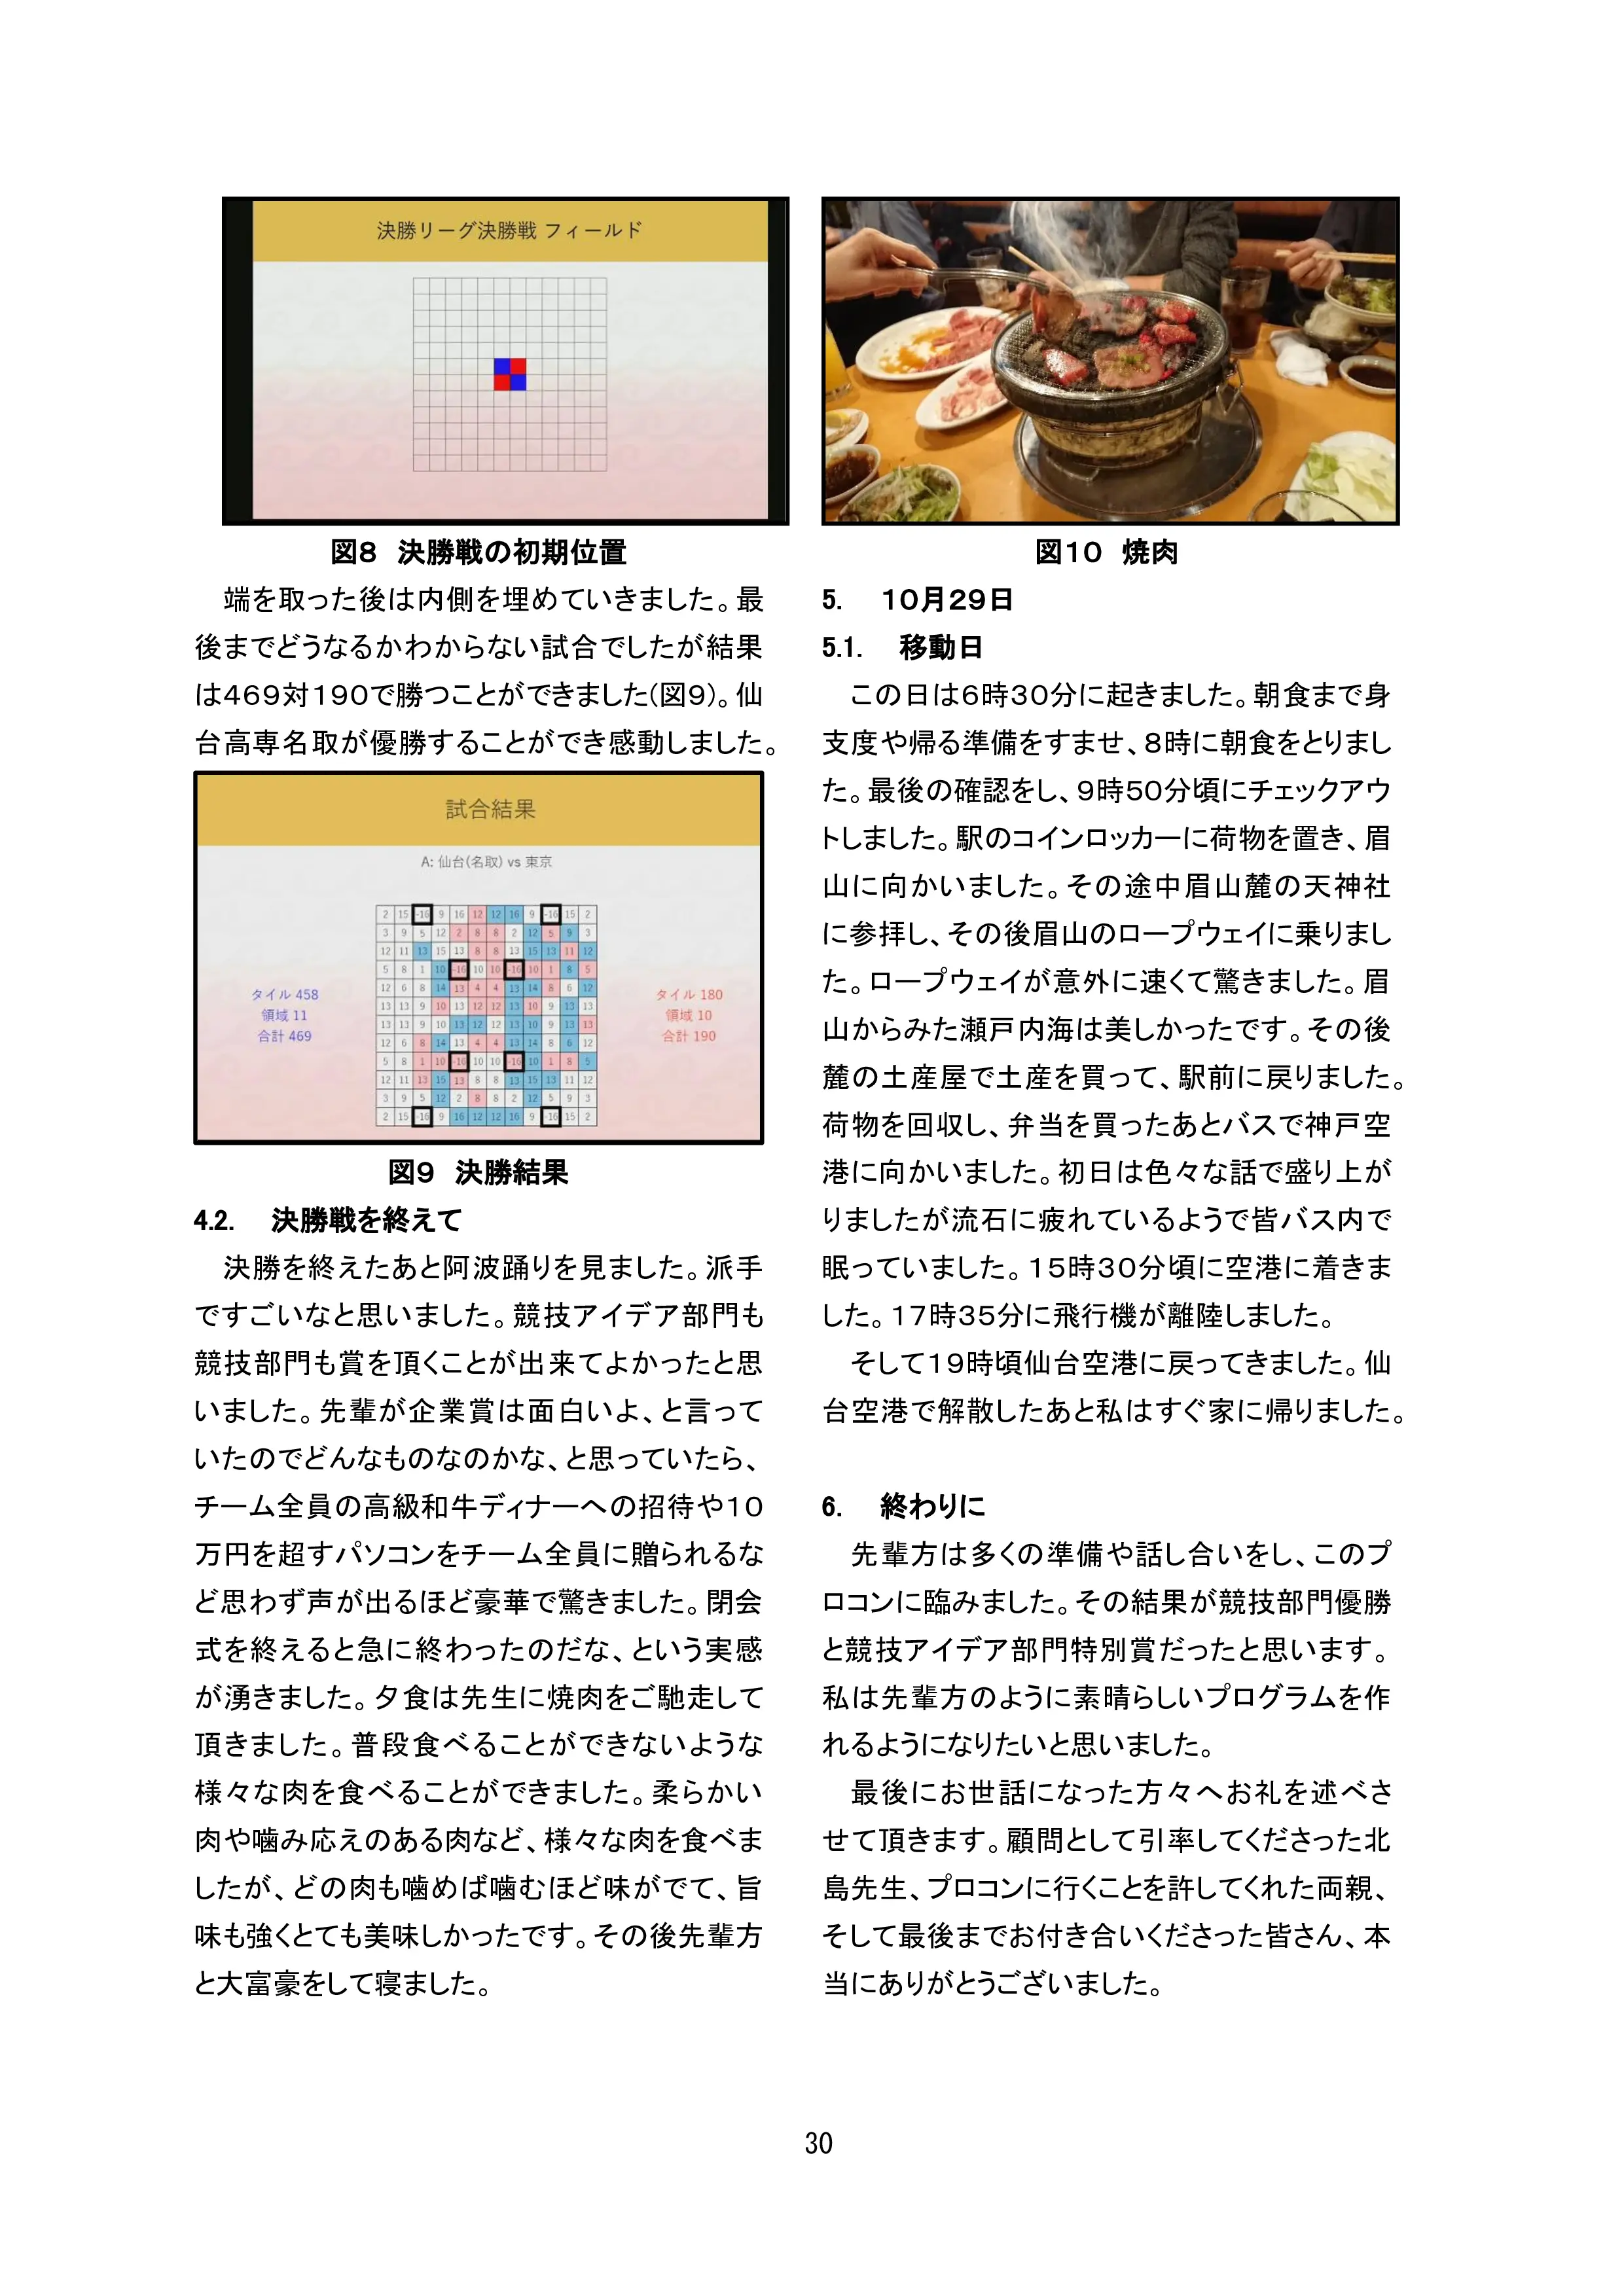 決勝リーグ決勝戦 フィールド
図8 決勝戦の初期位置
端を取った後は内側を埋めていきました。最
後までどうなるかわからない試合でしたが結果
は469対190で勝つことができました(図9)。仙
台高専名取が優勝することができ感動しました。
試合結果
A: 仙台(名取) vs 東京
タイル 458
領域 11
合計 469
2 15 -16 9 16 12 12 16 9 -16 15 2
3 9 5 12 2 8 8 2 12 5 9 3
12 11 13 15 13 8 8 13 15 13 11 12
5 8 1 10 -16 10 10 -16 10 1 8 5
12 6 8 14 13 4 4 13 14 8 6 12
13 13 9 10 13 12 12 13 10 9 13 13
13 13 9 10 13 12 12 13 10 9 13 13
12 6 8 14 13 4 4 13 14 8 6 12
5 8 1 10 -16 10 10 -16 10 1 8 5
12 11 13 15 13 8 8 13 15 13 11 12
3 9 5 12 2 8 8 2 12 5 9 3
2 15 -16 9 16 12 12 16 9 -16 15 2
タイル 180
領域 10
合計 190
図9 決勝結果
4.2. 決勝戦を終えて
決勝を終えたあと阿波踊りを見ました。派手
ですごいなと思いました。競技アイデア部門も
競技部門も賞を頂くことが出来てよかったと思
いました。先輩が企業賞は面白いよ、と言って
いたのでどんなものなのかな、と思っていたら、
チーム全員の高級和牛ディナーへの招待や10
万円を超すパソコンをチーム全員に贈られるな
ど思わず声が出るほど豪華で驚きました。閉会
式を終えると急に終わったのだな、という実感
が湧きました。夕食は先生に焼肉をご馳走して
頂きました。普段食べることができないような
様々な肉を食べることができました。柔らかい
肉や噛み応えのある肉など、様々な肉を食べま
したが、どの肉も噛めば噛むほど味がでて、旨
味も強くとても美味しかったです。その後先輩方
と大富豪をして寝ました。
図10 焼肉
5. 10月29日
5.1. 移動日
この日は6時30分に起きました。朝食まで身
支度や帰る準備をすませ、8時に朝食をとりまし
た。最後の確認をし、9時50分頃にチェックアウ
トしました。駅のコインロッカーに荷物を置き、眉
山に向かいました。その途中眉山麓の天神社
に参拝し、その後眉山のロープウェイに乗りまし
た。ロープウェイが意外に速くて驚きました。眉
山からみた瀬戸内海は美しかったです。その後
麓の土産屋で土産を買って、駅前に戻りました。
荷物を回収し、弁当を買ったあとバスで神戸空
港に向かいました。初日は色々な話で盛り上が
りましたが流石に疲れているようで皆バス内で
眠っていました。15時30分頃に空港に着きま
した。17時35分に飛行機が離陸しました。
そして19時頃仙台空港に戻ってきました。仙
台空港で解散したあと私はすぐ家に帰りました。
6. 終わりに
先輩方は多くの準備や話し合いをし、このプ
ロコンに臨みました。その結果が競技部門優勝
と競技アイデア部門特別賞だったと思います。
私は先輩方のように素晴らしいプログラムを作
れるようになりたいと思いました。
最後にお世話になった方々へお礼を述べさ
せて頂きます。顧問として引率してくださった北
島先生、プロコンに行くことを許してくれた両親、
そして最後までお付き合いくださった皆さん、本
当にありがとうございました。
30